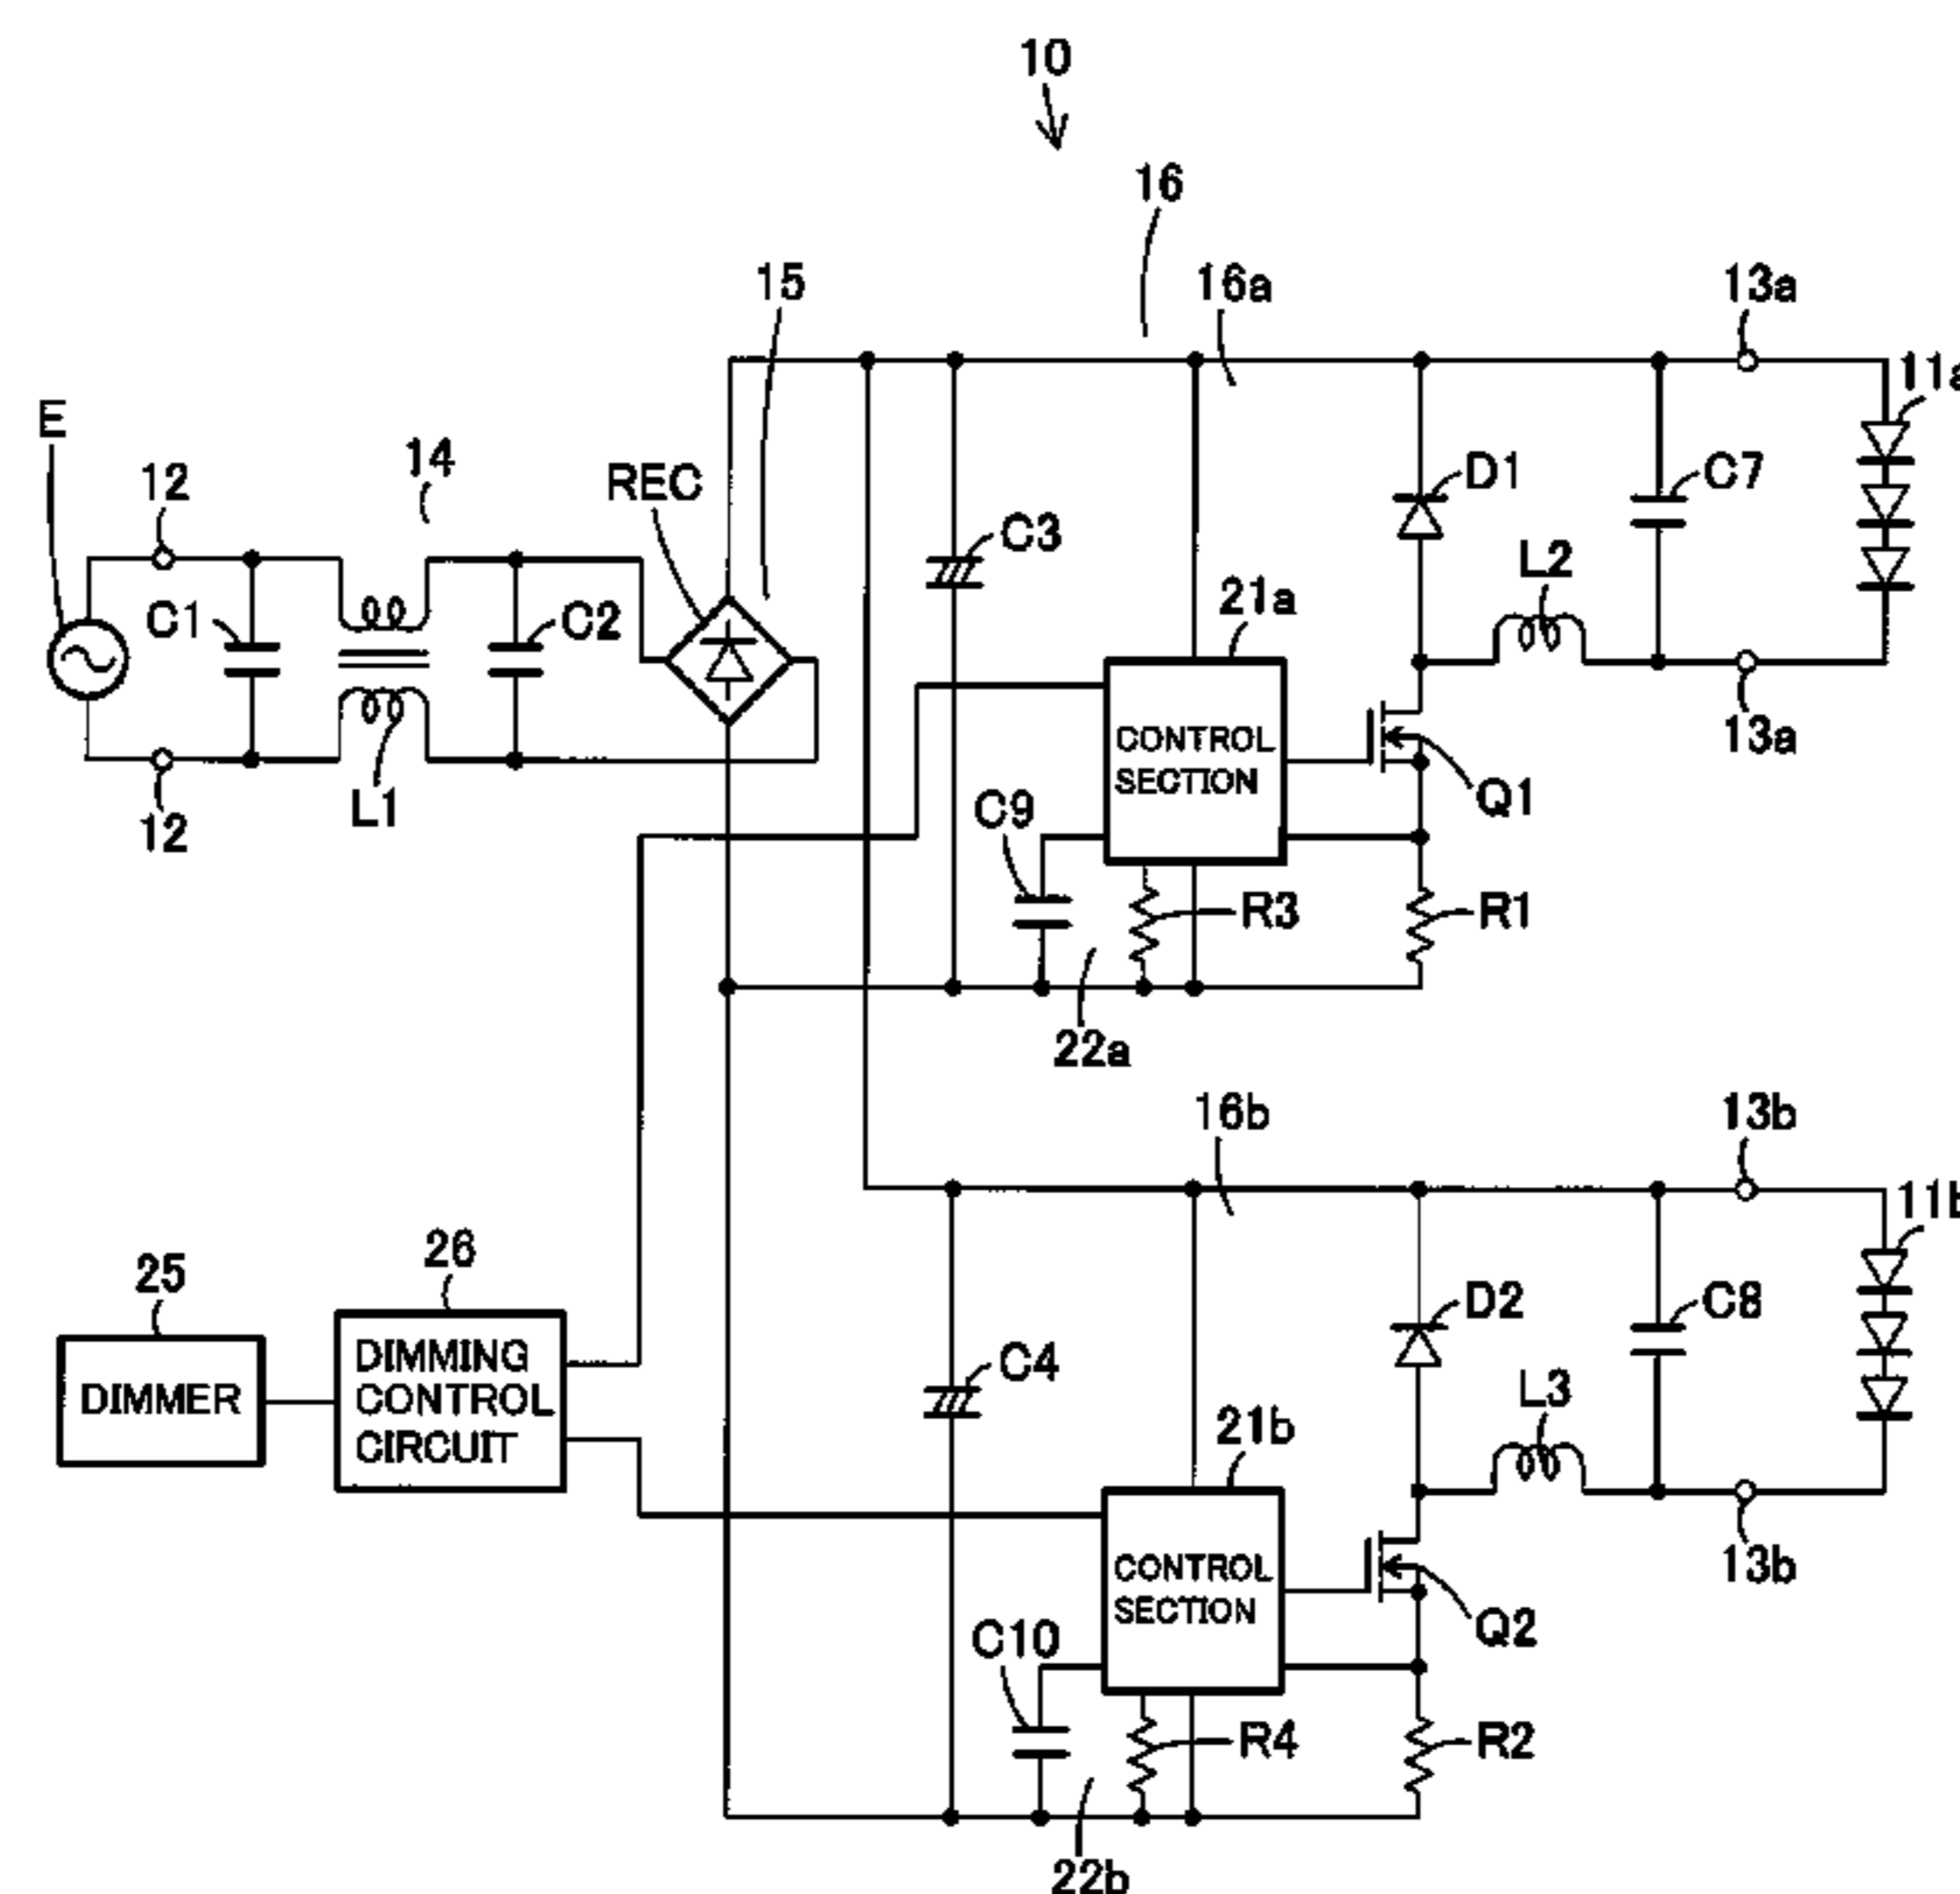 10
16
15
16a
13a
11a
E
14
12
REC
D1
C7
C3
L2
C1
C2
21a
CONTROL
SECTION
13a
L1
12
C9
Q1
R3
R1
22a
16b
13b
11b
25
26
DIMMER
DIMMING
CONTROL
CIRCUIT
D2
C8
C4
L3
21b
CONTROL
SECTION
13b
Q2
C10
R4
R2
22b